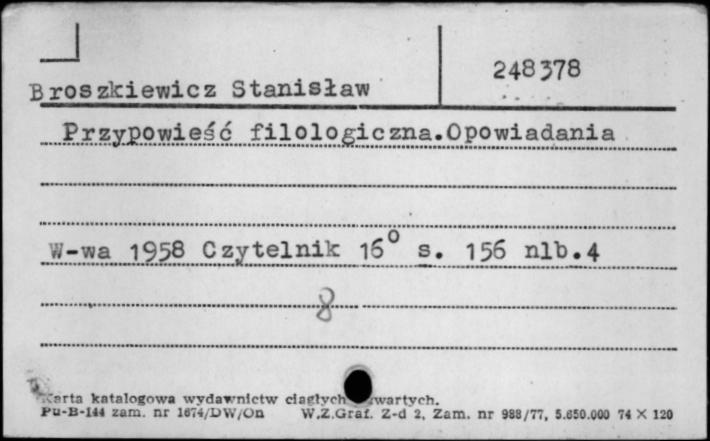 248378
Broszkiewicz Stanisław
Przypowieść filologiczna.Opowiadania
W-wa 1958 Czytelnik 16° s. 156 nlb.4
8
Karta katalogowa wydawnictw ciągłych
Pu-B-144 zam. nr 1674/DW/On W.Z.Graf. Z-d 2, Zam. nr 988/77, 5.650.000 74 × 120